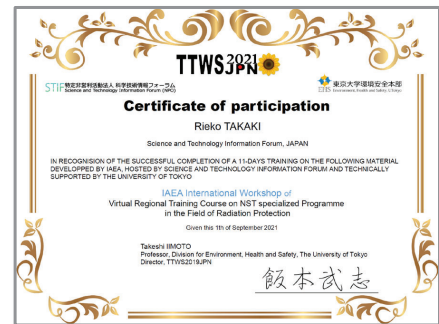 TTWS2021JPN
STIF 特定非営利活動法人 科学技術情報フォーラム
Science and Technology Information Forum (NPO)
東京大学環境安全本部
Environment, Health and Safety, UTokyo
Certificate of participation
Rieko TAKAKI
Science and Technology Information Forum, JAPAN
IN RECOGNISION OF THE SUCCESSFUL COMPLETION OF A 11-DAYS TRAINING ON THE FOLLOWING MATERIAL
DEVELOPPED BY IAEA, HOSTED BY SCIENCE AND TECHNOLOGY INFORMATION FORUM AND TECHNICALLY
SUPPORTED BY THE UNIVERSITY OF TOKYO
IAEA International Workshop of
Virtual Regional Training Course on NST specialized Programme
in the Field of Radiation Protection
Given this 1th of September 2021
Takeshi IIMOTO
Professor, Division for Environment, Health and Safety, The University of Tokyo
Director, TTWS2019JPN
飯本武志